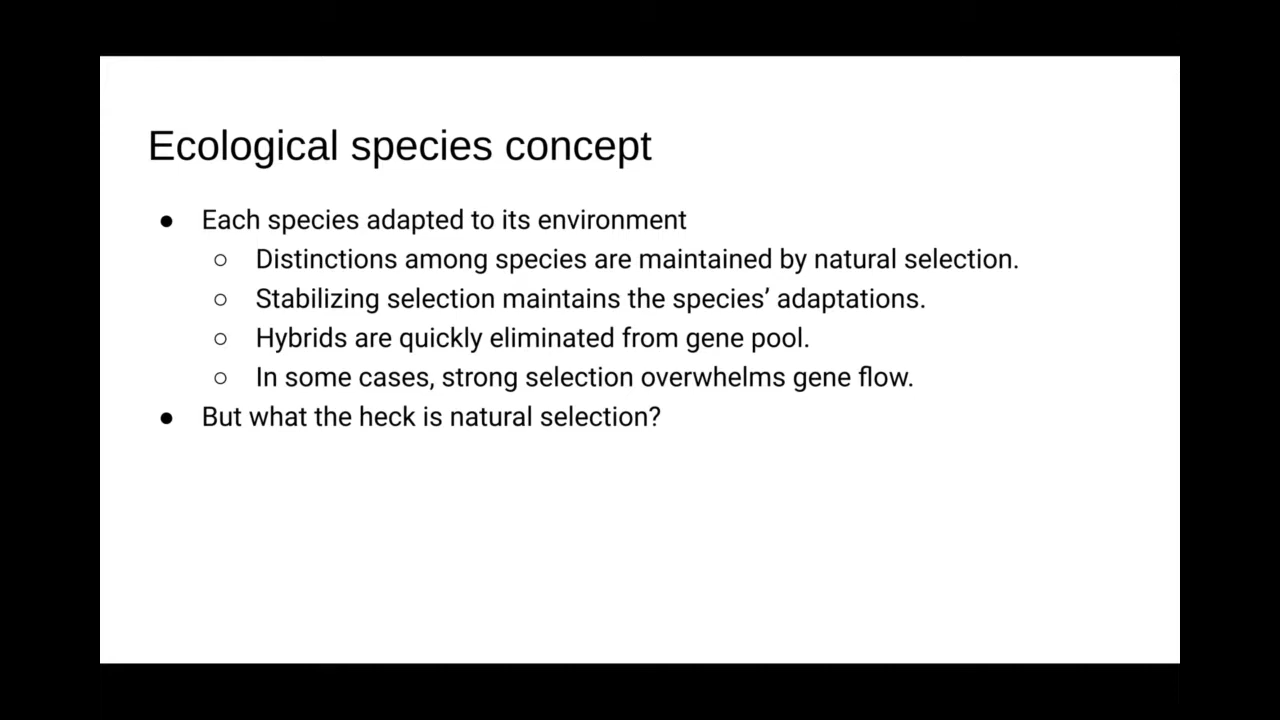 Ecological species concept
● Each species adapted to its environment
○ Distinctions among species are maintained by natural selection.
○ Stabilizing selection maintains the species’ adaptations.
○ Hybrids are quickly eliminated from gene pool.
○ In some cases, strong selection overwhelms gene flow.
● But what the heck is natural selection?